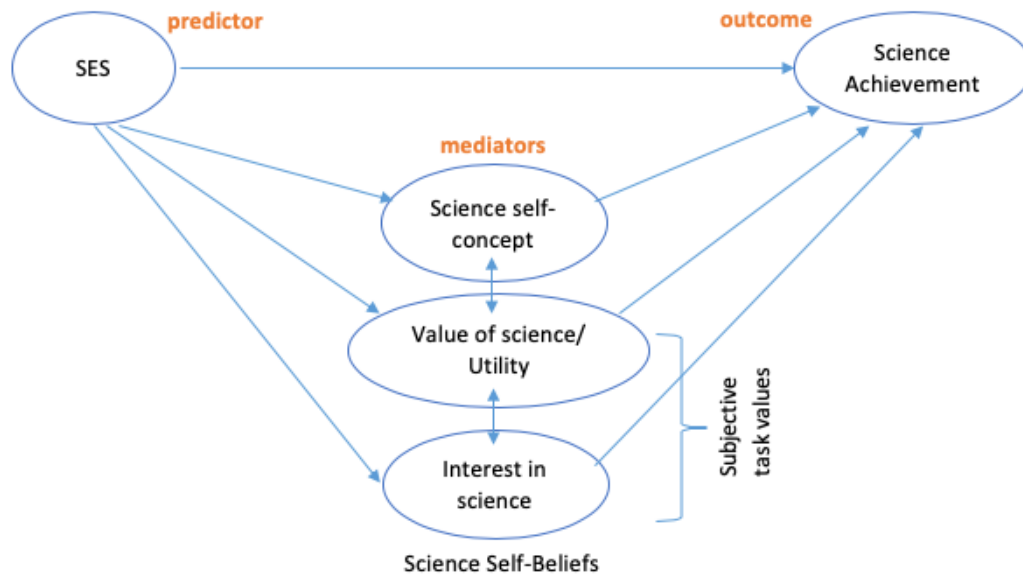 predictor
outcome
SES
Science
Achievement
mediators
Science self-
concept
Value of science/
Utility
Subjective
task values
Interest in
science
Science Self-Beliefs